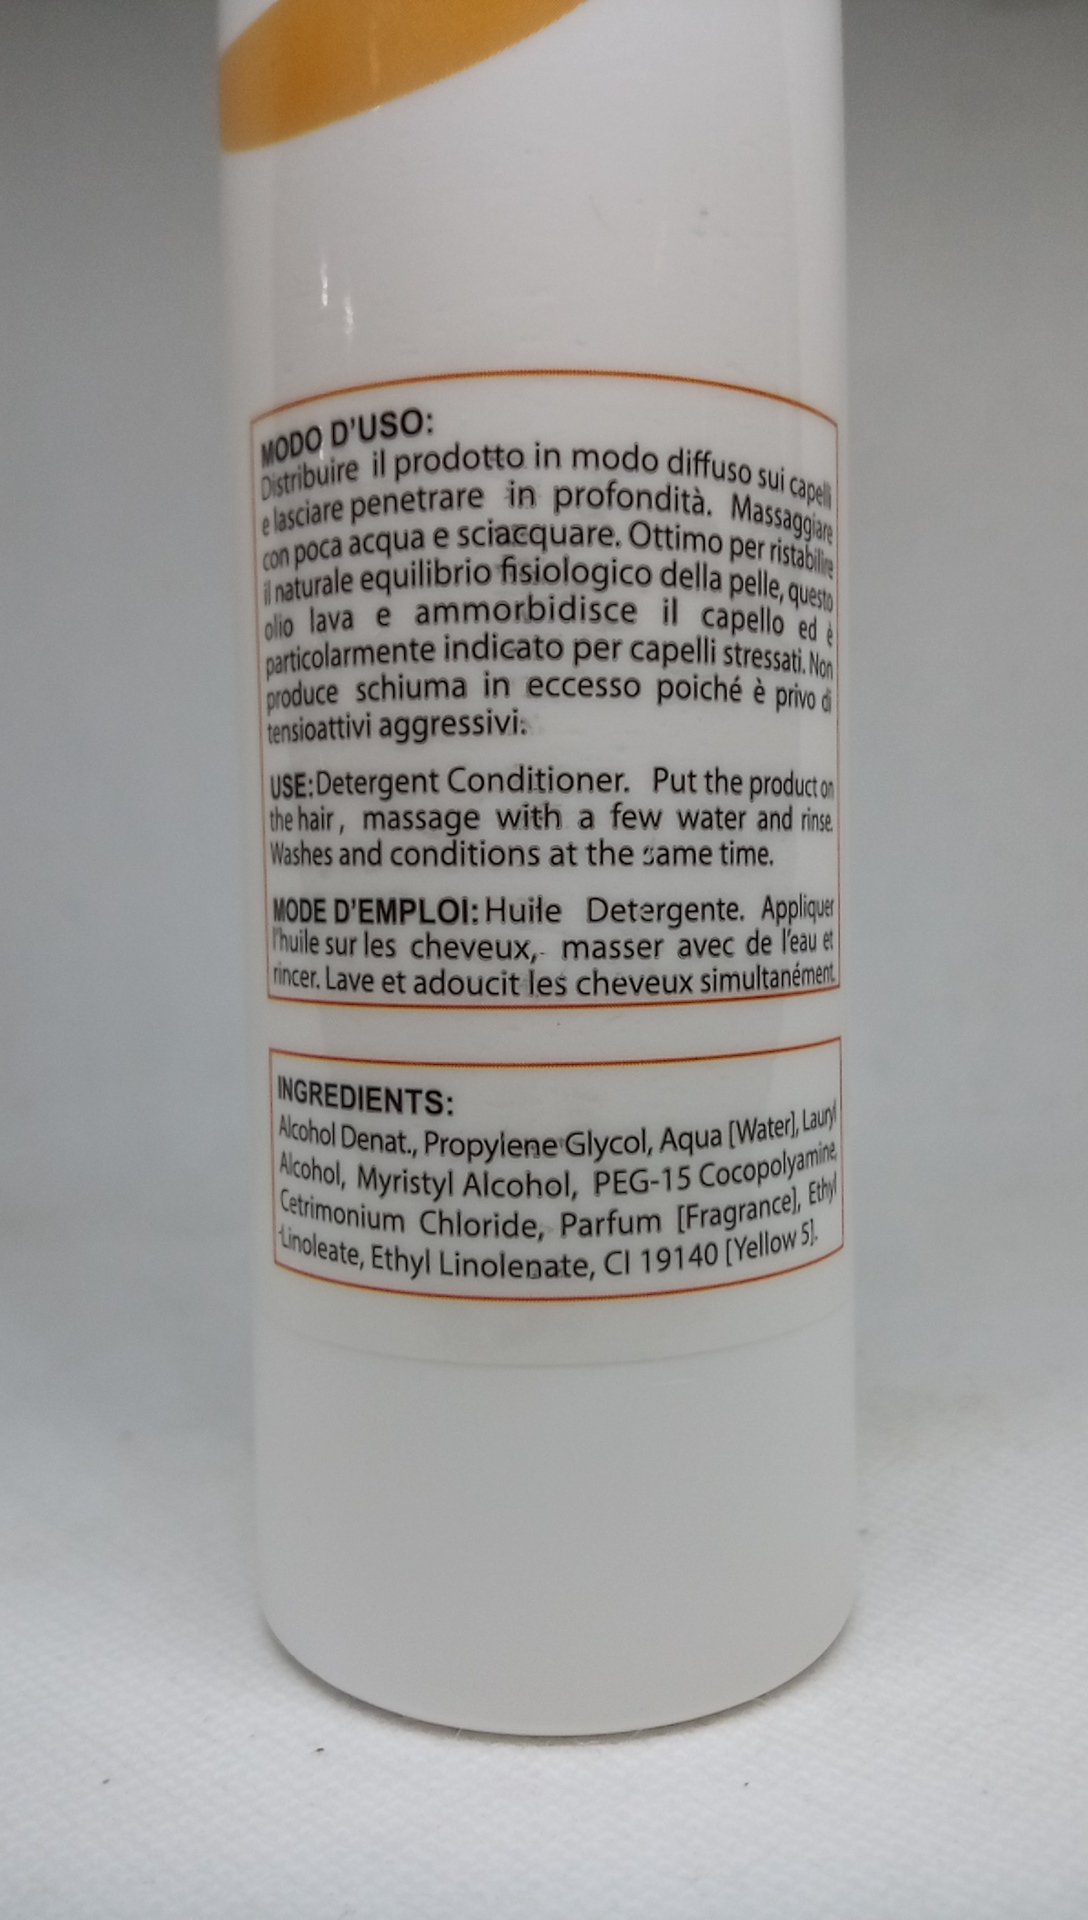 MODO D'USO:
Distribuire il prodotto in modo diffuso sui capelli
e lasciare penetrare in profondità. Massaggiare
con poca acqua e sciacquare. Ottimo per ristabilire
il naturale equilibrio fisiologico della pelle, questo
olio lava e ammorbidisce il capello ed è
particolarmente indicato per capelli stressati. Non
produce schiuma in eccesso poiché è privo di
tensioattivi aggressivi.
USE: Detergent Conditioner. Put the product on
the hair, massage with a few water and rinse.
Washes and conditions at the same time.
MODE D'EMPLOI: Huile Detergente. Appliquer
l'huile sur les cheveux, masser avec de l'eau et
rincer. Lave et adoucit les cheveux simultanément.
INGREDIENTS:
Alcohol Denat., Propylene Glycol, Aqua [Water], Lauryl
Alcohol, Myristyl Alcohol, PEG-15 Cocopolyamine,
Cetrimonium Chloride, Parfum [Fragrance], Ethyl
Linoleate, Ethyl Linolenate, CI 19140 [Yellow 5].